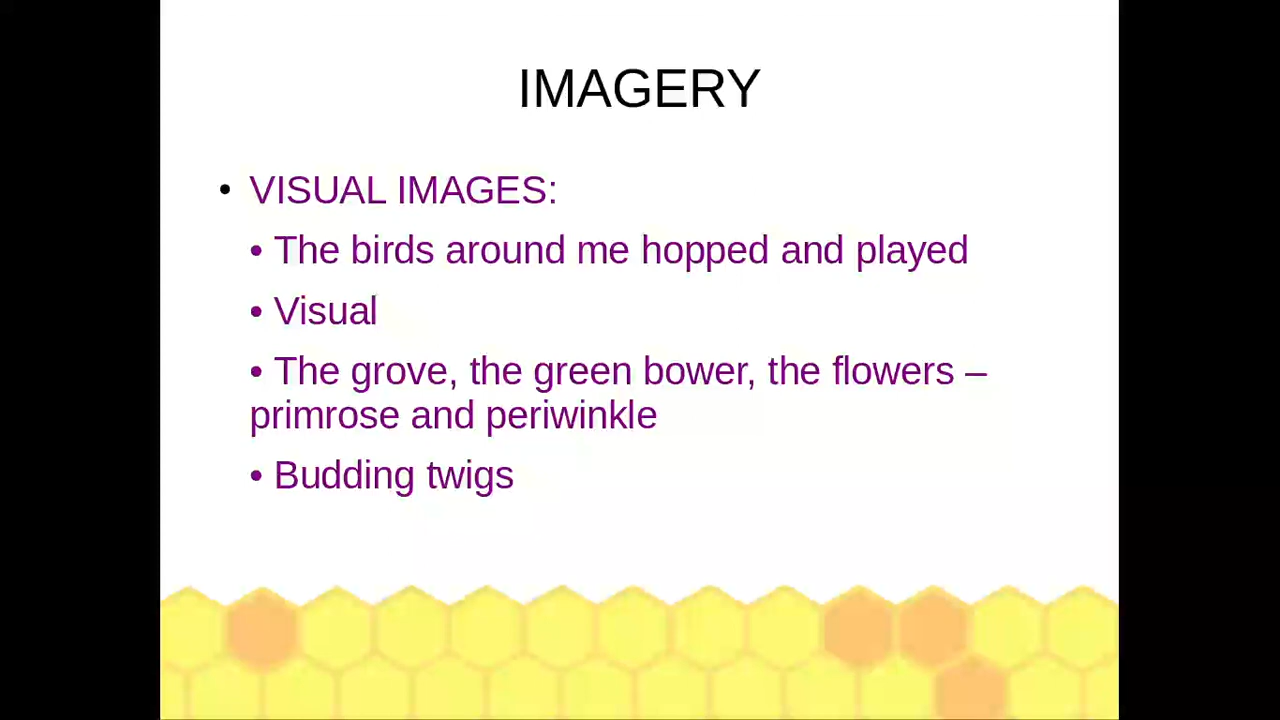 IMAGERY
• VISUAL IMAGES:
• The birds around me hopped and played
• Visual
• The grove, the green bower, the flowers –
primrose and periwinkle
• Budding twigs